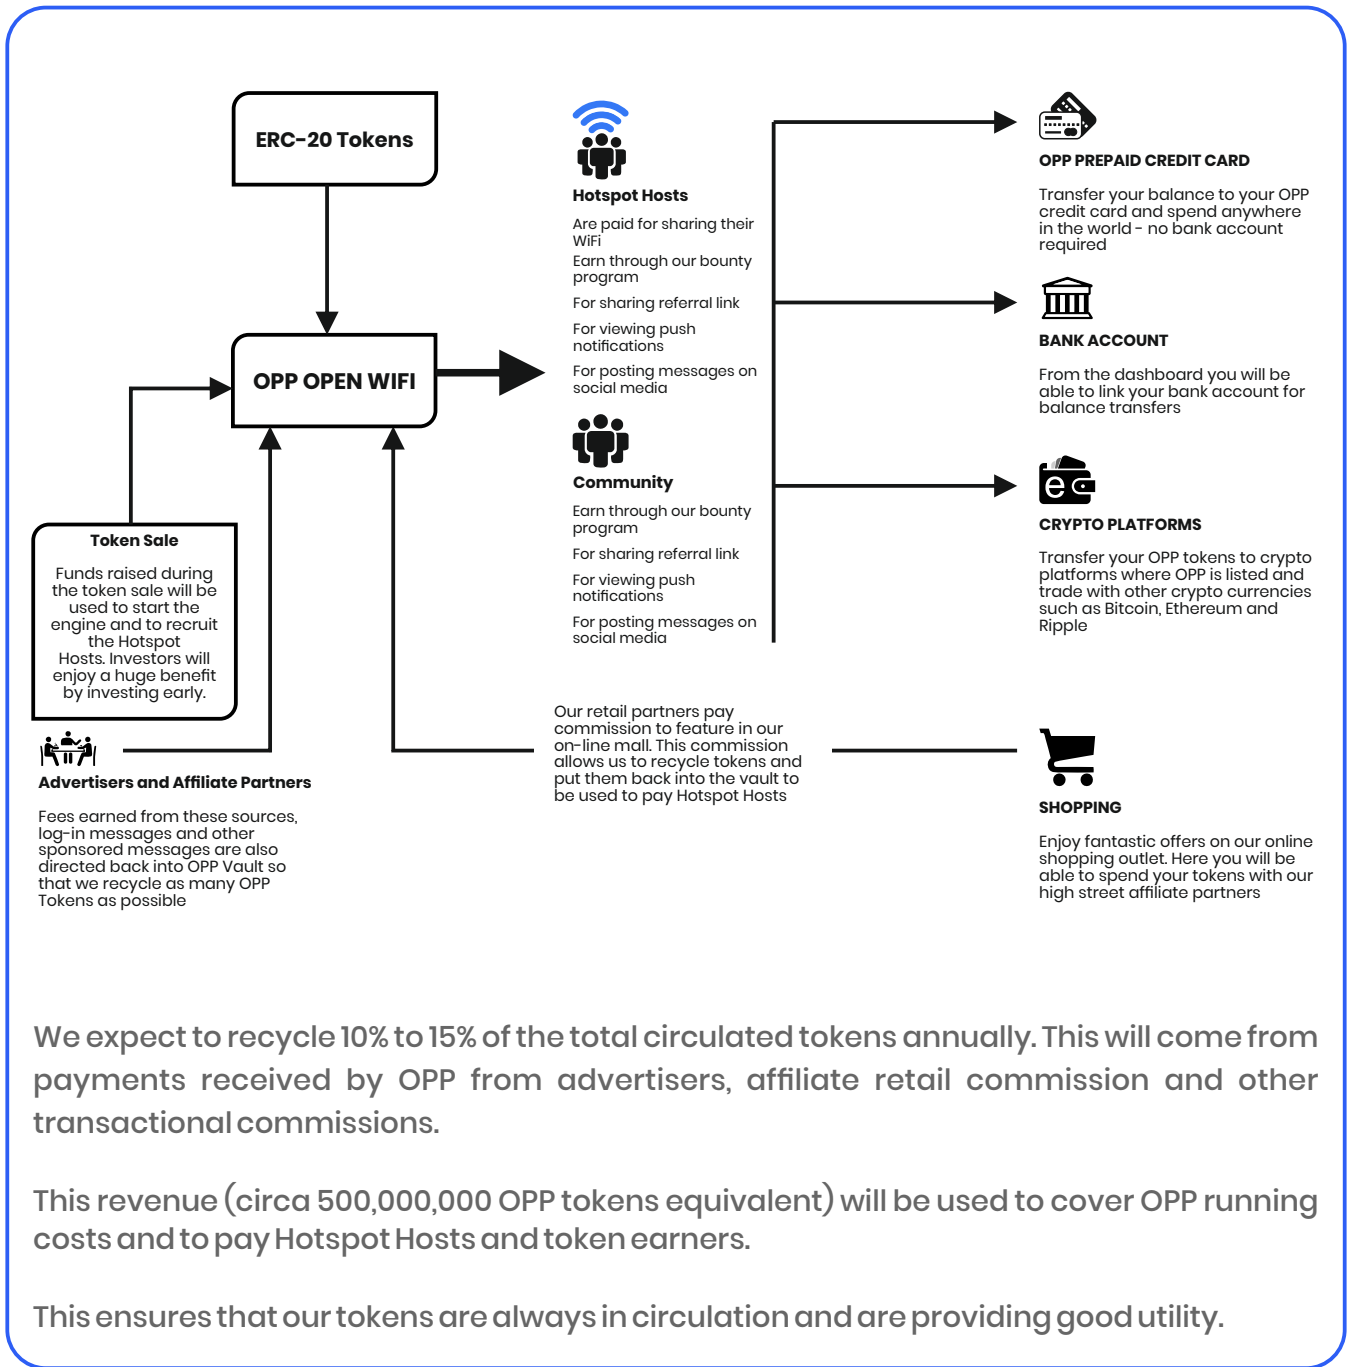 ERC-20 Tokens
OPP OPEN WIFI
Token Sale
Funds raised during
the token sale will be
used to start the
engine and to recruit
the Hotspot
Hosts. Investors will
enjoy a huge benefit
by investing early.
Advertisers and Affiliate Partners
Fees earned from these sources,
log-in messages and other
sponsored messages are also
directed back into OPP Vault so
that we recycle as many OPP
Tokens as possible
Hotspot Hosts
Are paid for sharing their
WiFi
Earn through our bounty
program
For sharing referral link
For viewing push
notifications
For posting messages on
social media
Community
Earn through our bounty
program
For sharing referral link
For viewing push
notifications
For posting messages on
social media
Our retail partners pay
commission to feature in our
on-line mall. This commission
allows us to recycle tokens and
put them back into the vault to
be used to pay Hotspot Hosts
OPP PREPAID CREDIT CARD
Transfer your balance to your OPP
credit card and spend anywhere
in the world - no bank account
required
BANK ACCOUNT
From the dashboard you will be
able to link your bank account for
balance transfers
e
CRYPTO PLATFORMS
Transfer your OPP tokens to crypto
platforms where OPP is listed and
trade with other crypto currencies
such as Bitcoin, Ethereum and
Ripple
SHOPPING
Enjoy fantastic offers on our online
shopping outlet. Here you will be
able to spend your tokens with our
high street affiliate partners
We expect to recycle 10% to 15% of the total circulated tokens annually. This will come from
payments received by OPP from advertisers, affiliate retail commission and other
transactional commissions.
This revenue (circa 500,000,000 OPP tokens equivalent) will be used to cover OPP running
costs and to pay Hotspot Hosts and token earners.
This ensures that our tokens are always in circulation and are providing good utility.